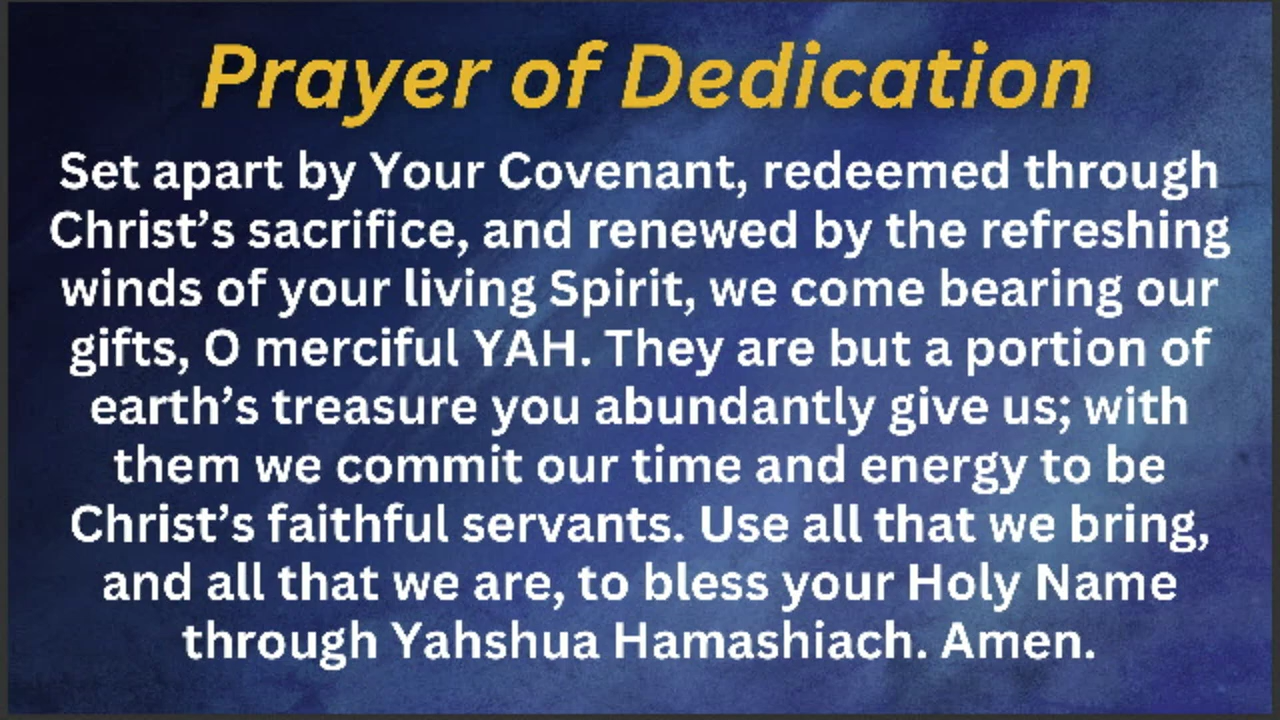 Prayer of Dedication
Set apart by Your Covenant, redeemed through
Christ’s sacrifice, and renewed by the refreshing
winds of your living Spirit, we come bearing our
gifts, O merciful YAH. They are but a portion of
earth’s treasure you abundantly give us; with
them we commit our time and energy to be
Christ’s faithful servants. Use all that we bring,
and all that we are, to bless your Holy Name
through Yahshua Hamashiach. Amen.